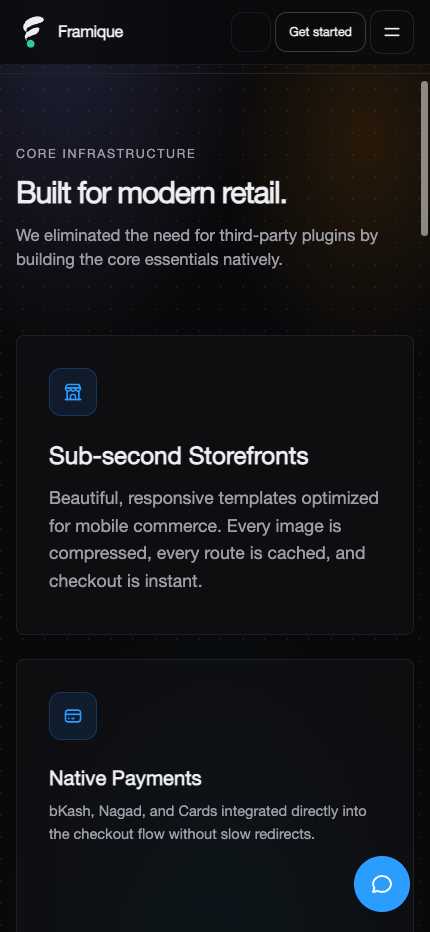 Framique
Get started
CORE INFRASTRUCTURE
Built for modern retail.
We eliminated the need for third-party plugins by
building the core essentials natively.
Sub-second Storefronts
Beautiful, responsive templates optimized
for mobile commerce. Every image is
compressed, every route is cached, and
checkout is instant.
Native Payments
bKash, Nagad, and Cards integrated directly into
the checkout flow without slow redirects.